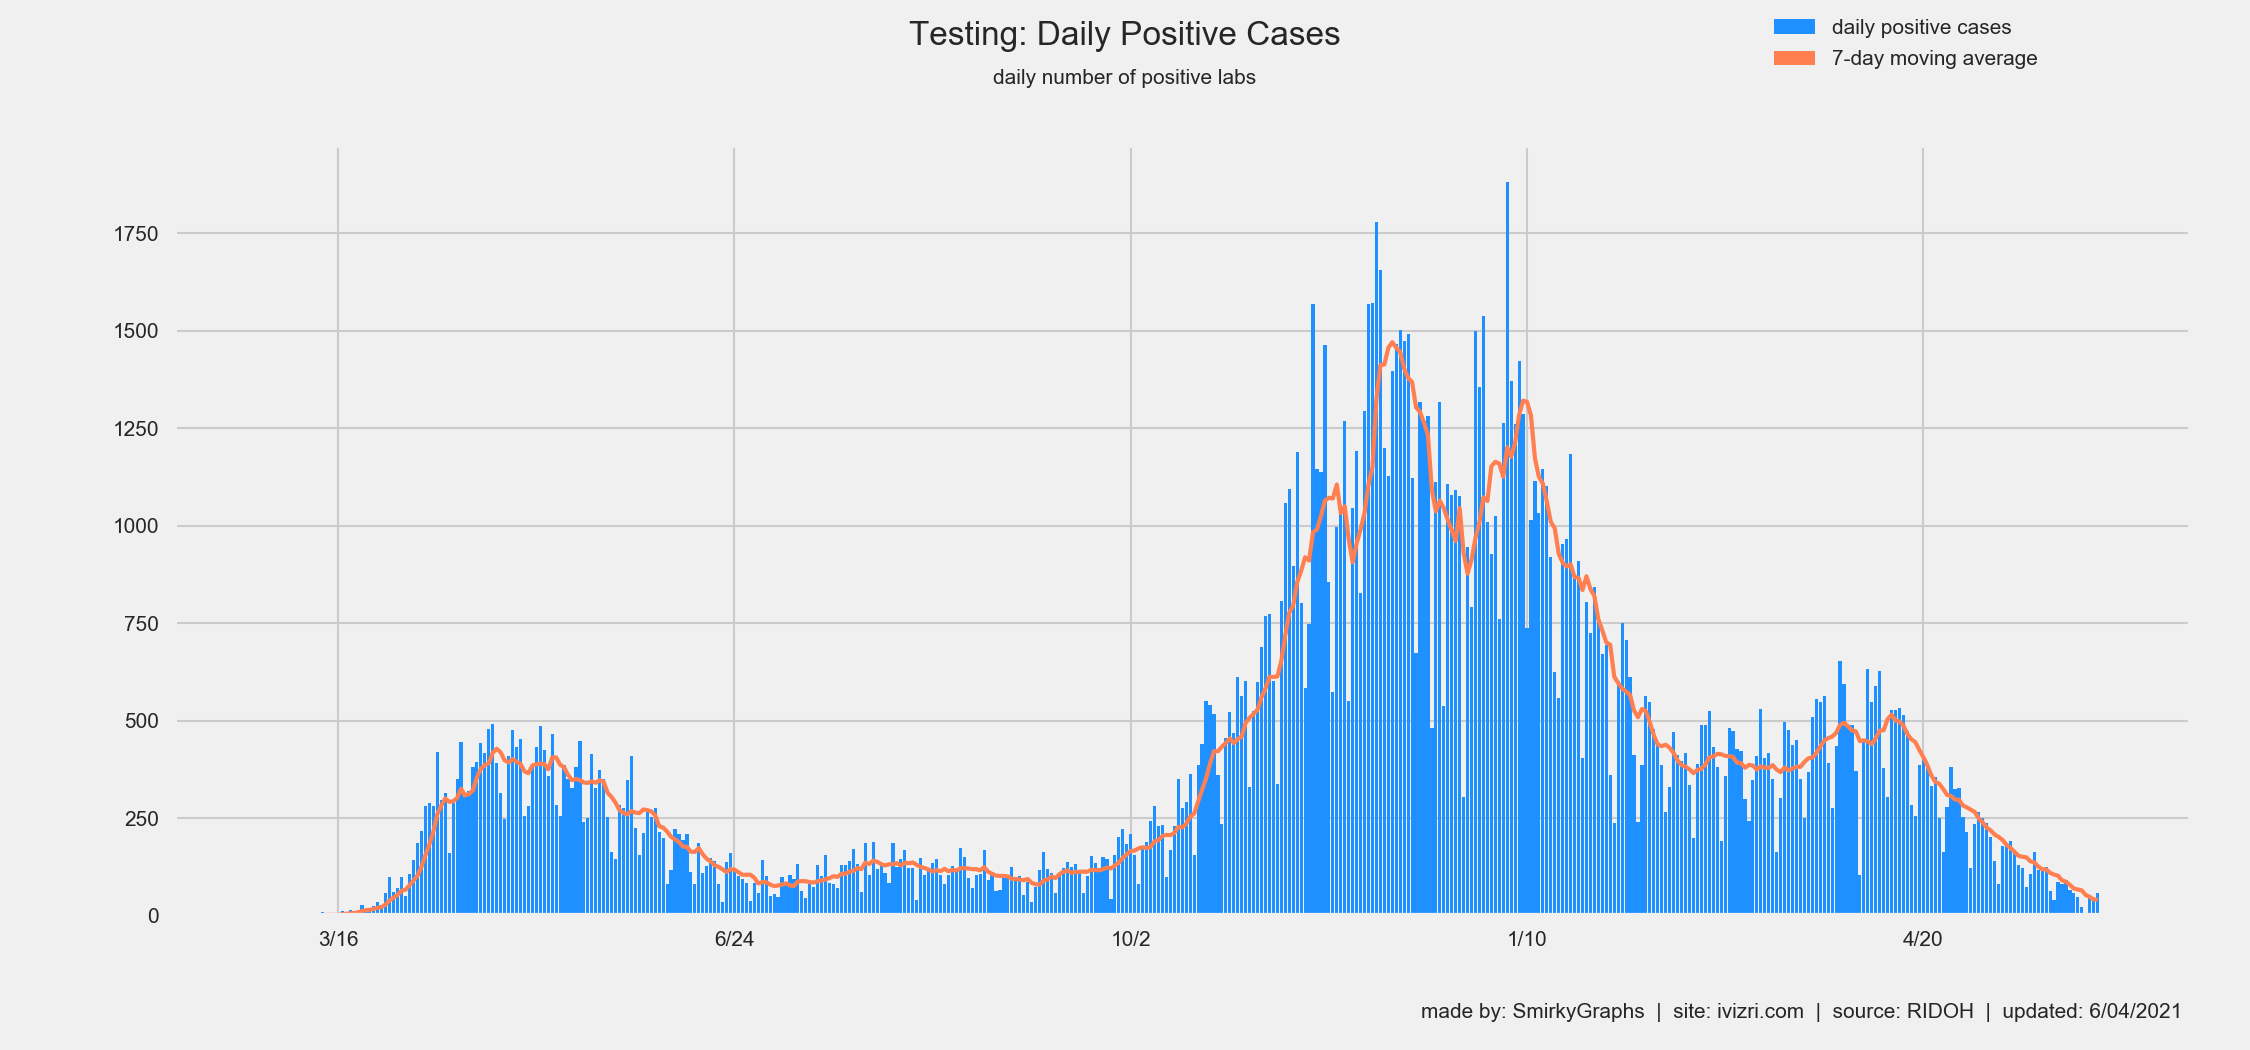 Testing: Daily Positive Cases
daily number of positive labs
daily positive cases
7-day moving average
1750
1500
1250
1000
750
500
250
0
3/16
6/24
10/2
1/10
4/20
made by: SmirkyGraphs | site: ivizri.com | source: RIDOH | updated: 6/04/2021